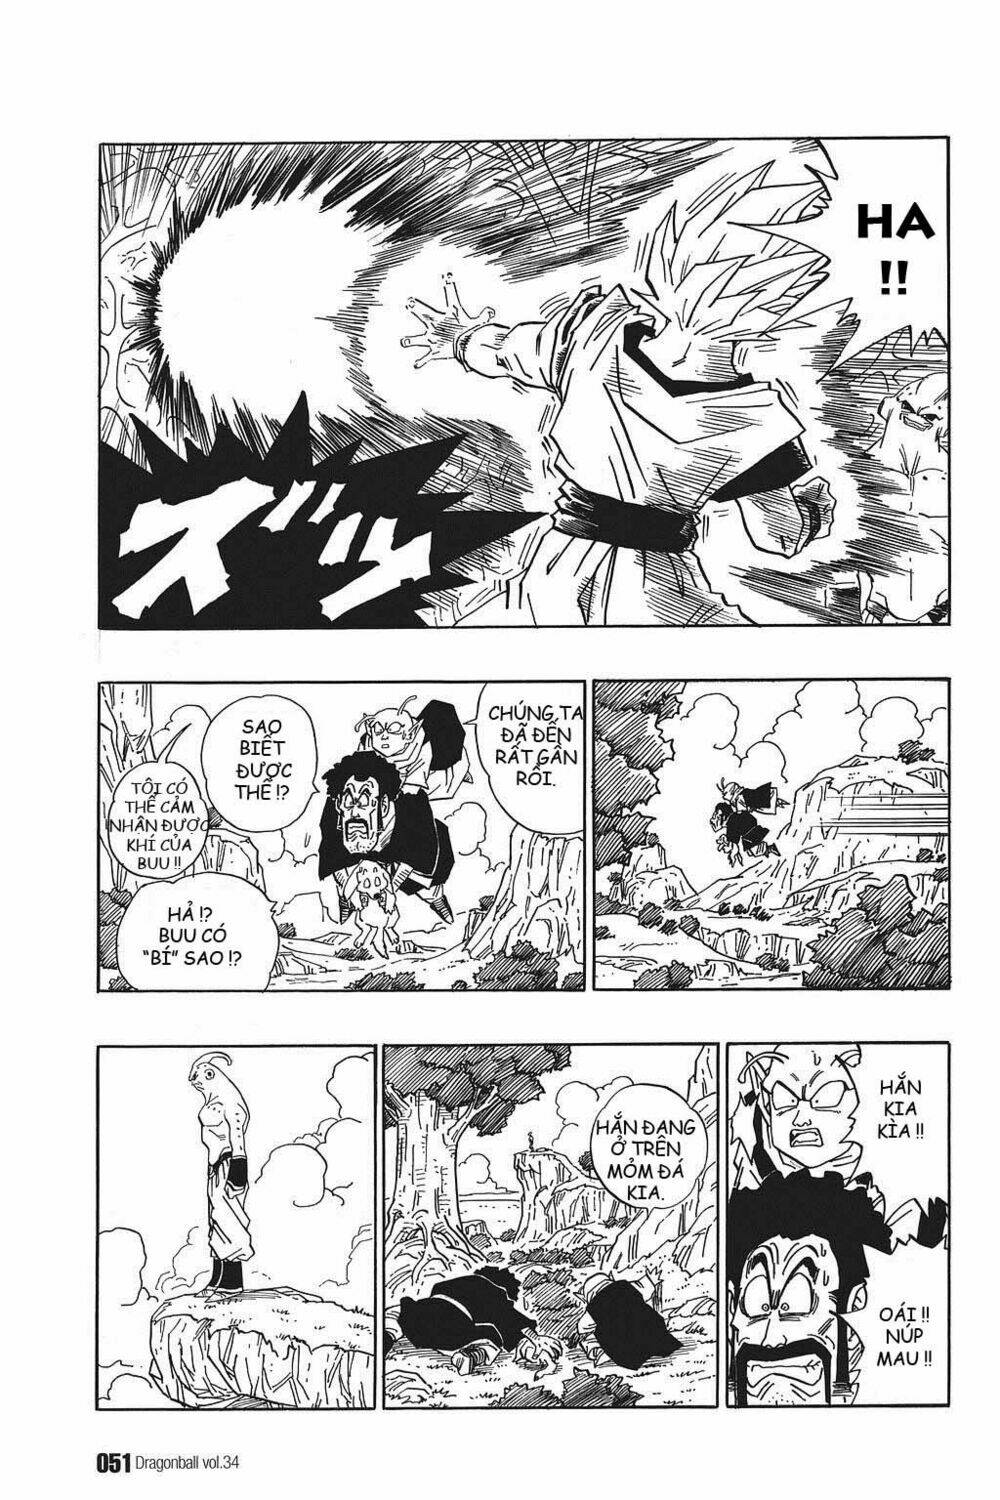 HA
!!
ズッ
CHÚNG TA
ĐÃ ĐẾN
RẤT GẦN
RỒI.
SAO
BIẾT
ĐƯỢC
THẾ !?
TÔI CÓ
THỂ CẢM
NHẬN ĐƯỢC
KHÍ CỦA
BUU !!
HẢ !?
BUU CÓ
“BÍ” SAO !?
HẮN
KIA
KÌA !!
OÁI !!
NÚP
MAU !!
HẮN ĐANG
Ở TRÊN
MỎM ĐÁ
KIA.
051 Dragonball vol.34